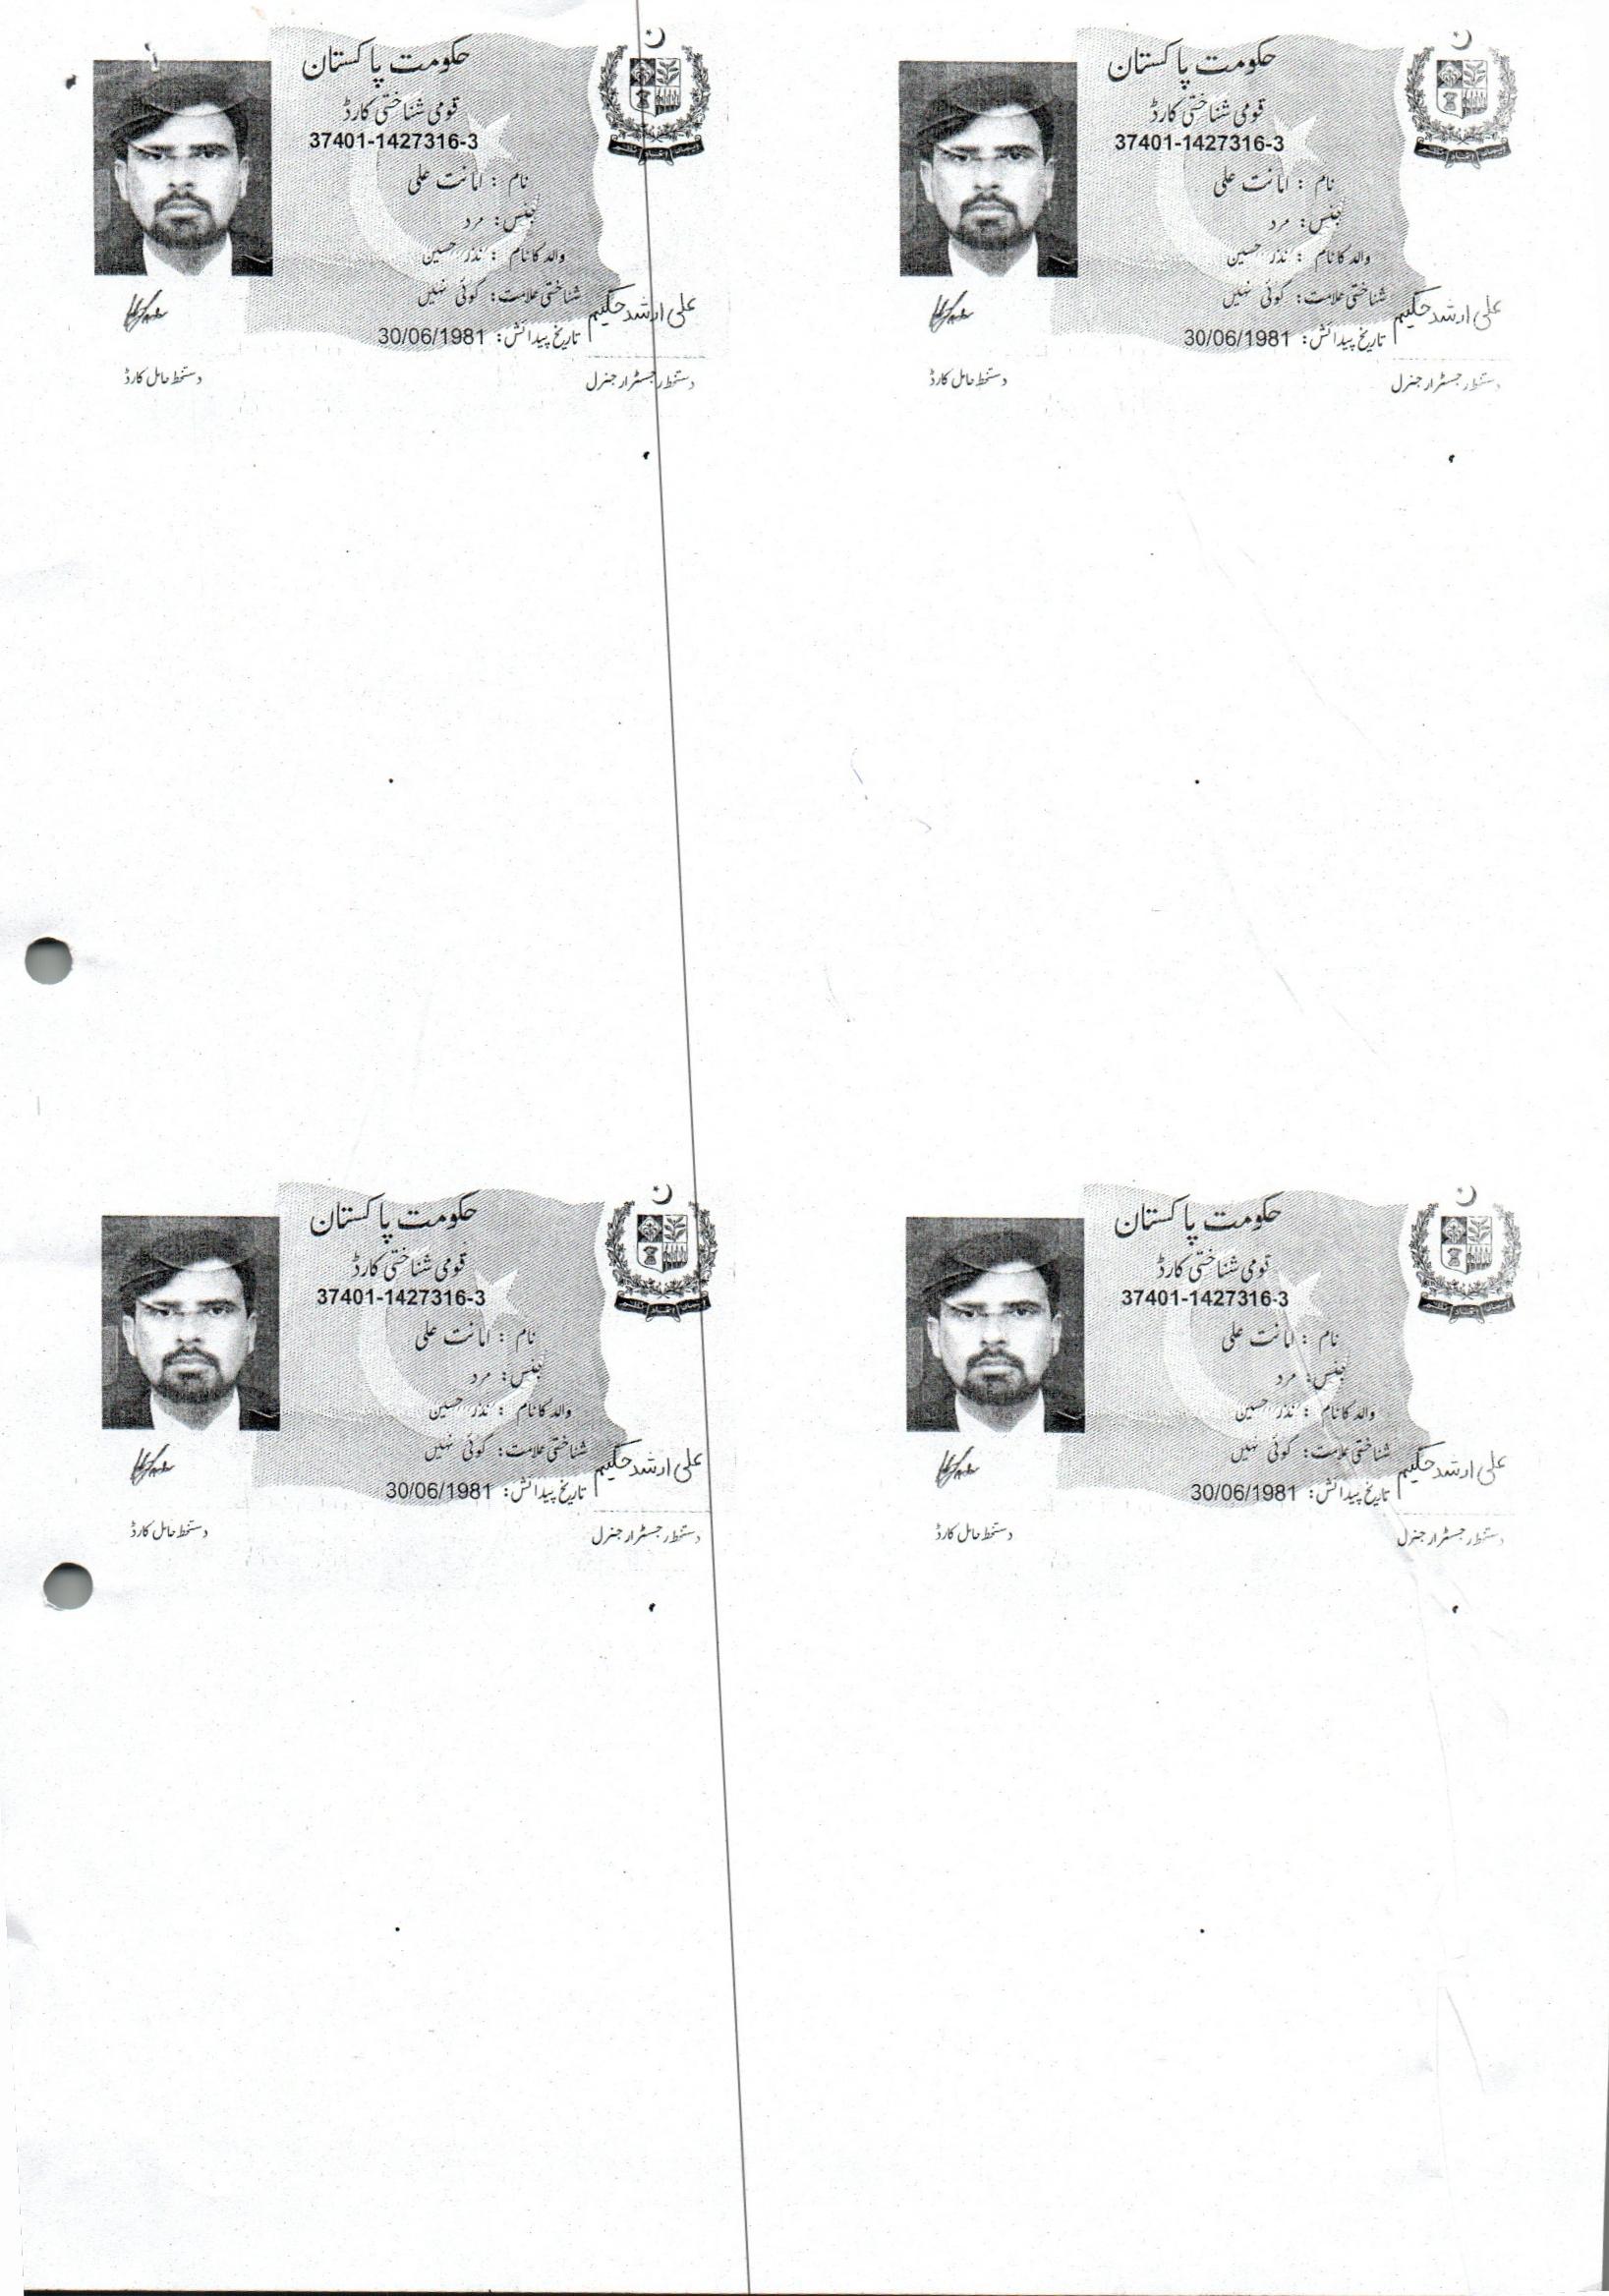 حکومت پاکستان
قومی شناختی کارڈ
37401-1427316-3
نام : امانت علی
جنس: مرد
والد کا نام : نذر حسین
شناختی علامت: کوئی نہیں
تاریخ پیدائش: 30/06/1981
علی ارشد حکیم
دستخط حامل کارڈ
دستخط رجسٹرار جنرل
حکومت پاکستان
قومی شناختی کارڈ
37401-1427316-3
نام : امانت علی
جنس: مرد
والد کا نام : نذر حسین
شناختی علامت: کوئی نہیں
تاریخ پیدائش: 30/06/1981
علی ارشد حکیم
دستخط حامل کارڈ
دستخط رجسٹرار جنرل
حکومت پاکستان
قومی شناختی کارڈ
37401-1427316-3
نام : امانت علی
جنس: مرد
والد کا نام : نذر حسین
شناختی علامت: کوئی نہیں
تاریخ پیدائش: 30/06/1981
علی ارشد حکیم
دستخط حامل کارڈ
دستخط رجسٹرار جنرل
حکومت پاکستان
قومی شناختی کارڈ
37401-1427316-3
نام : امانت علی
جنس: مرد
والد کا نام : نذر حسین
شناختی علامت: کوئی نہیں
تاریخ پیدائش: 30/06/1981
علی ارشد حکیم
دستخط حامل کارڈ
دستخط رجسٹرار جنرل